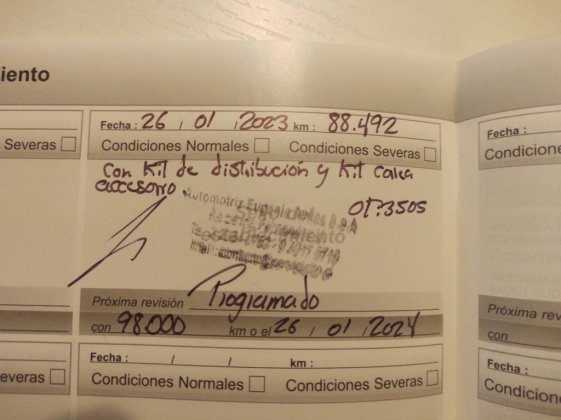 iento
Fecha : 26 / 01 / 2023 km : 88.492
Severas
Condiciones Normales Condiciones Severas
Con Kit de distribución y Kit correa
accesorio
Automotriz
OT:3505
Próxima revisión Programado
con 98.000 km o el 26 / 01 / 2024
Fecha : / / km :
everas
Condiciones Normales Condiciones Severas
Fecha :
Condicione
Próxima rev
con
Fecha :
Condicio